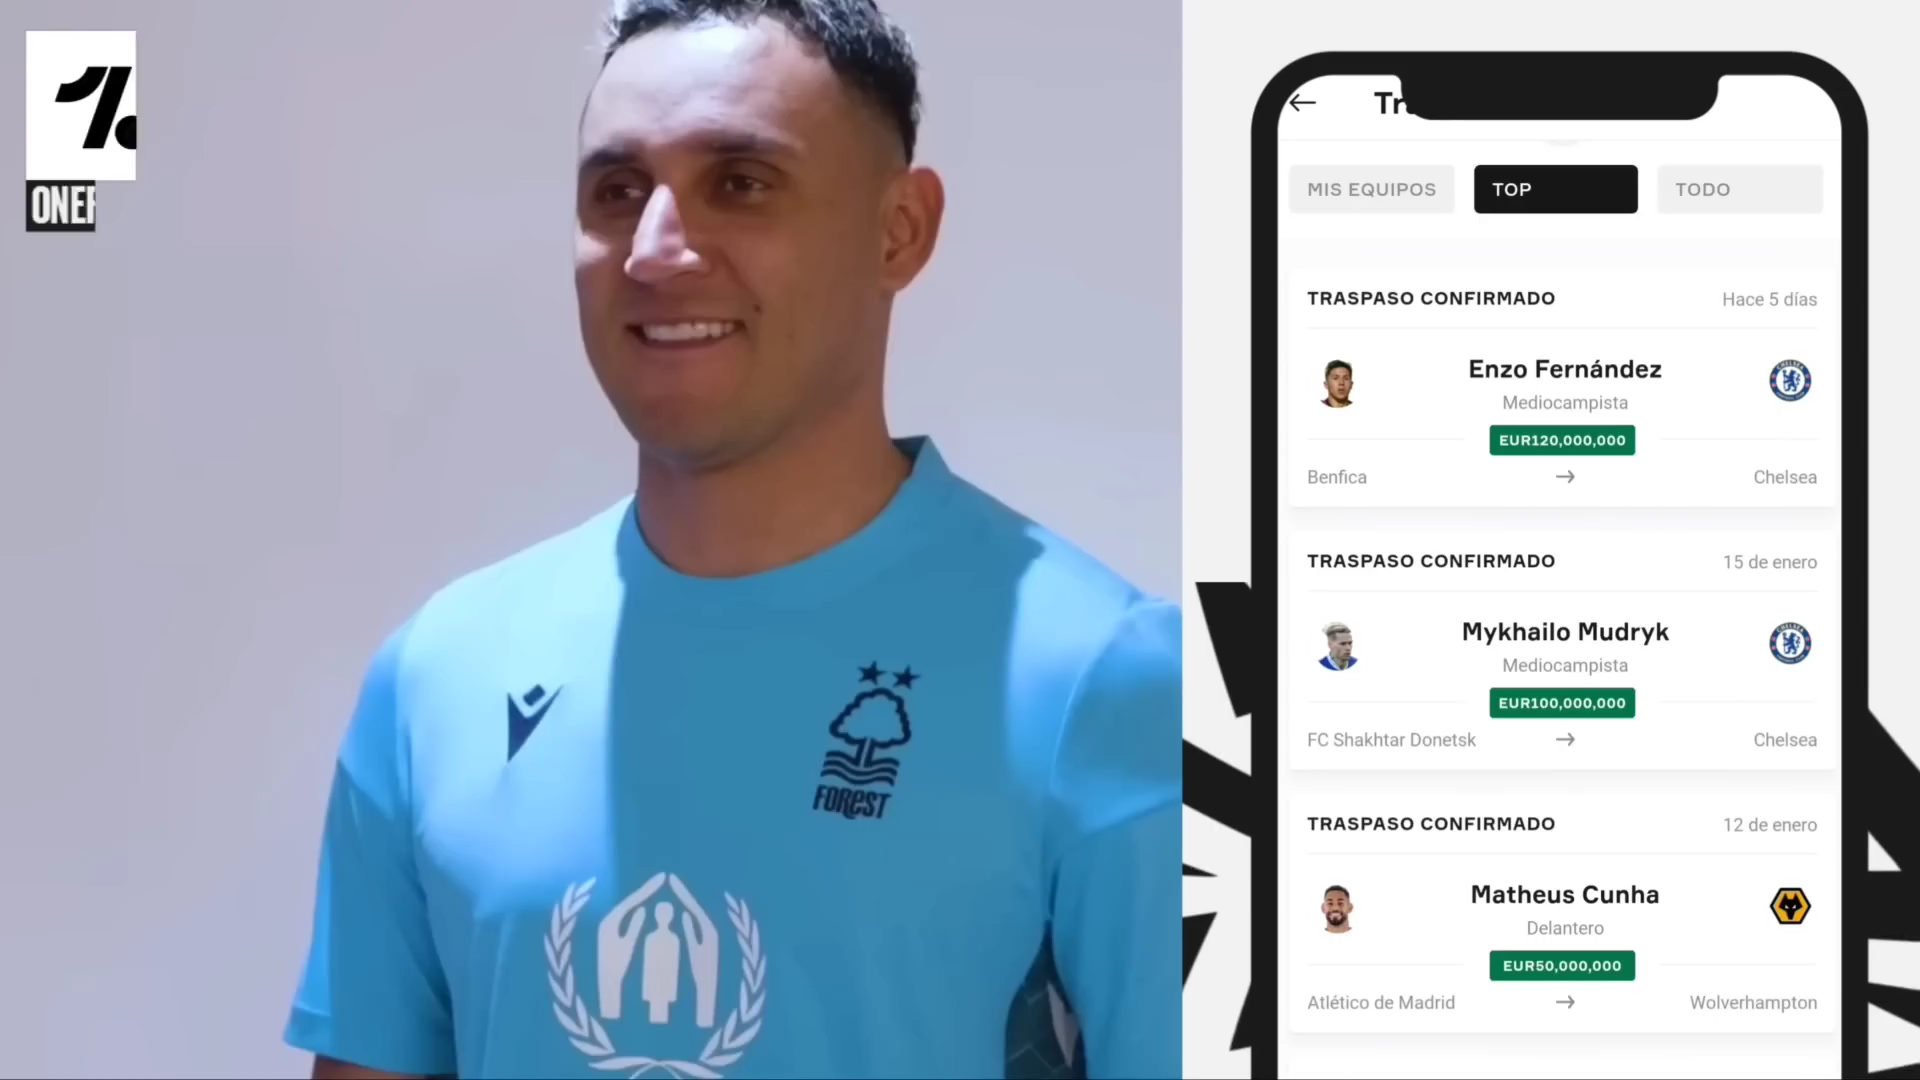 1.
ONEF
FOREST
Tr
MIS EQUIPOS
TOP
TODO
TRASPASO CONFIRMADO
Hace 5 días
Enzo Fernández
Mediocampista
EUR120,000,000
Benfica → Chelsea
TRASPASO CONFIRMADO
15 de enero
Mykhailo Mudryk
Mediocampista
EUR100,000,000
FC Shakhtar Donetsk → Chelsea
TRASPASO CONFIRMADO
12 de enero
Matheus Cunha
Delantero
EUR50,000,000
Atlético de Madrid → Wolverhampton